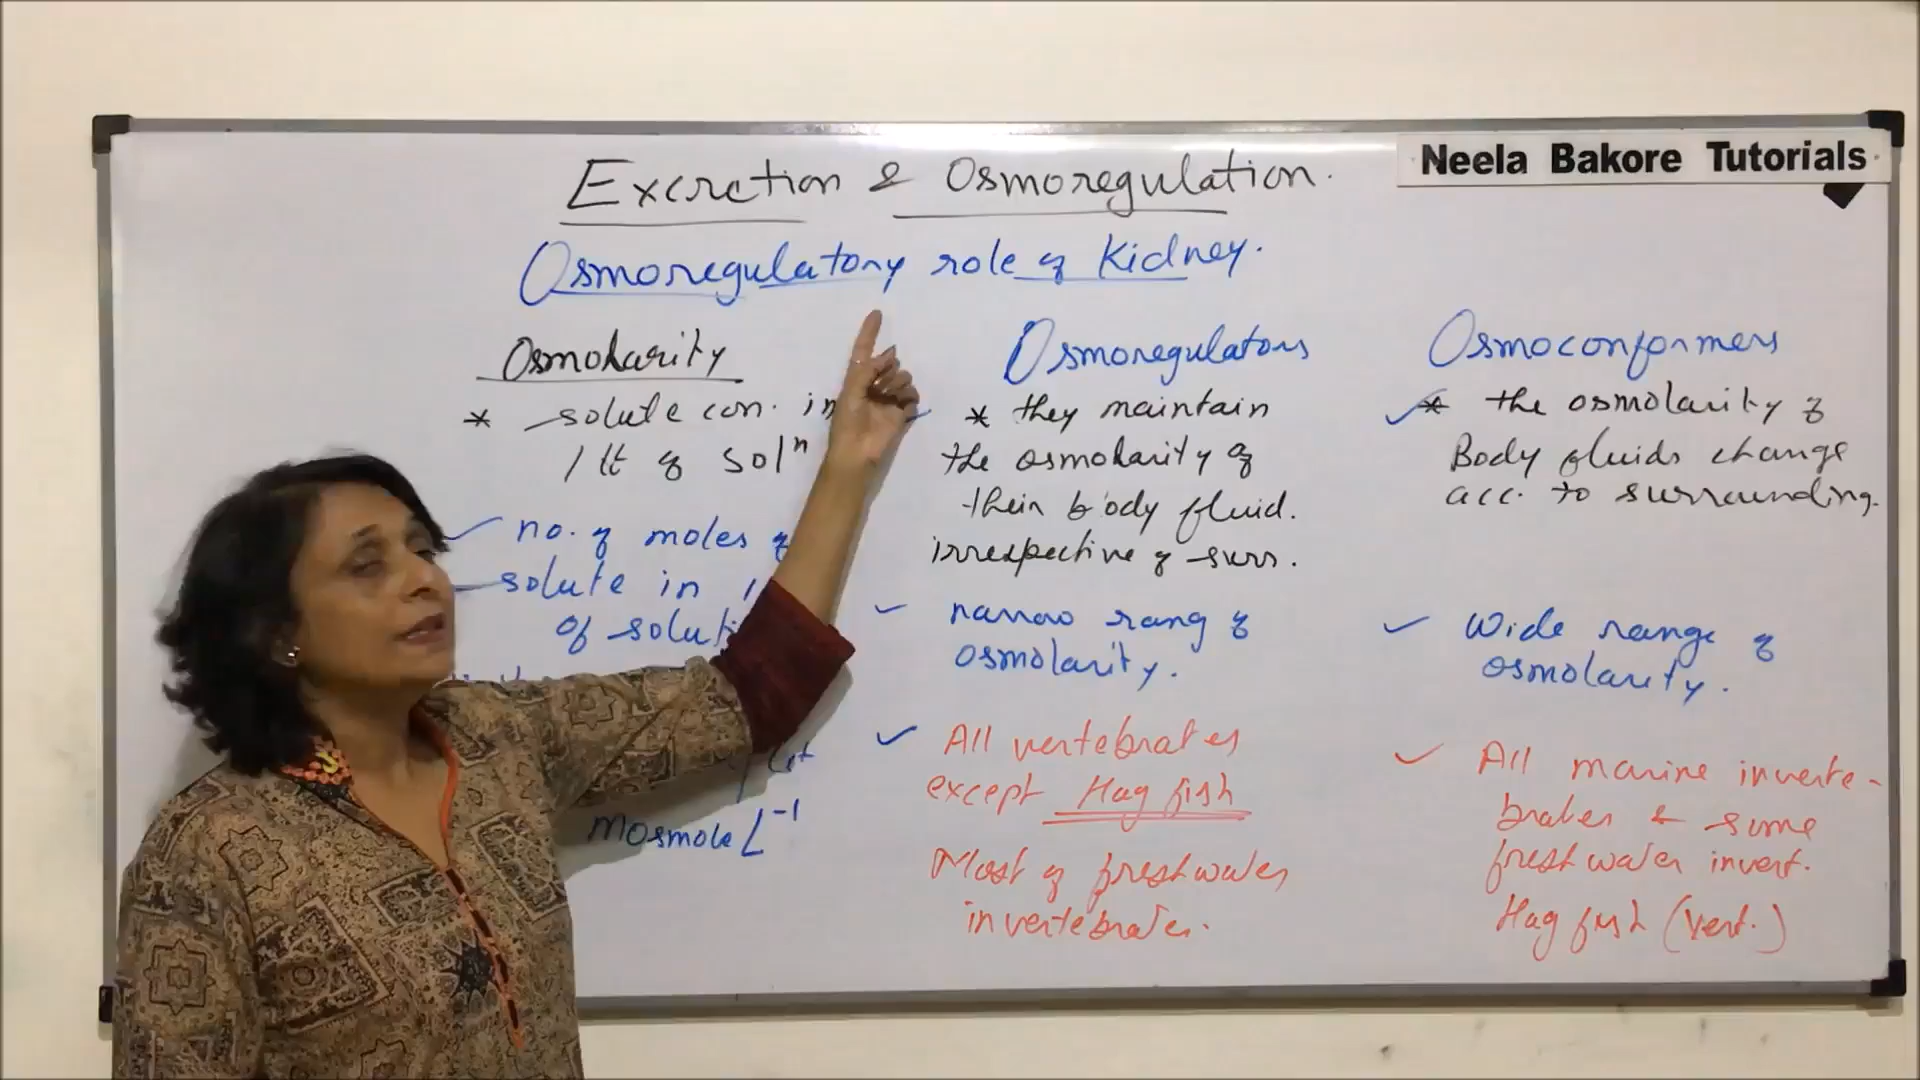 Neela Bakore Tutorials
Excretion & Osmoregulation.
Osmoregulatory role of Kidney.
Osmolarity
* solute con. in
1 lt of solⁿ
no. of moles of
solute in 1
of soluti
Mosmole L⁻¹
Osmoregulators
* they maintain
the osmolarity of
their body fluid.
irrespective of surr.
narrow rang of
osmolarity.
All vertebrates
except Hag fish
Most of freshwater
invertebrates.
Osmoconformers
* the osmolarity of
Body fluids change
acc. to surrounding.
Wide range of
osmolarity.
All marine inverte-
brates & some
freshwater invert.
Hag fish (vert.)